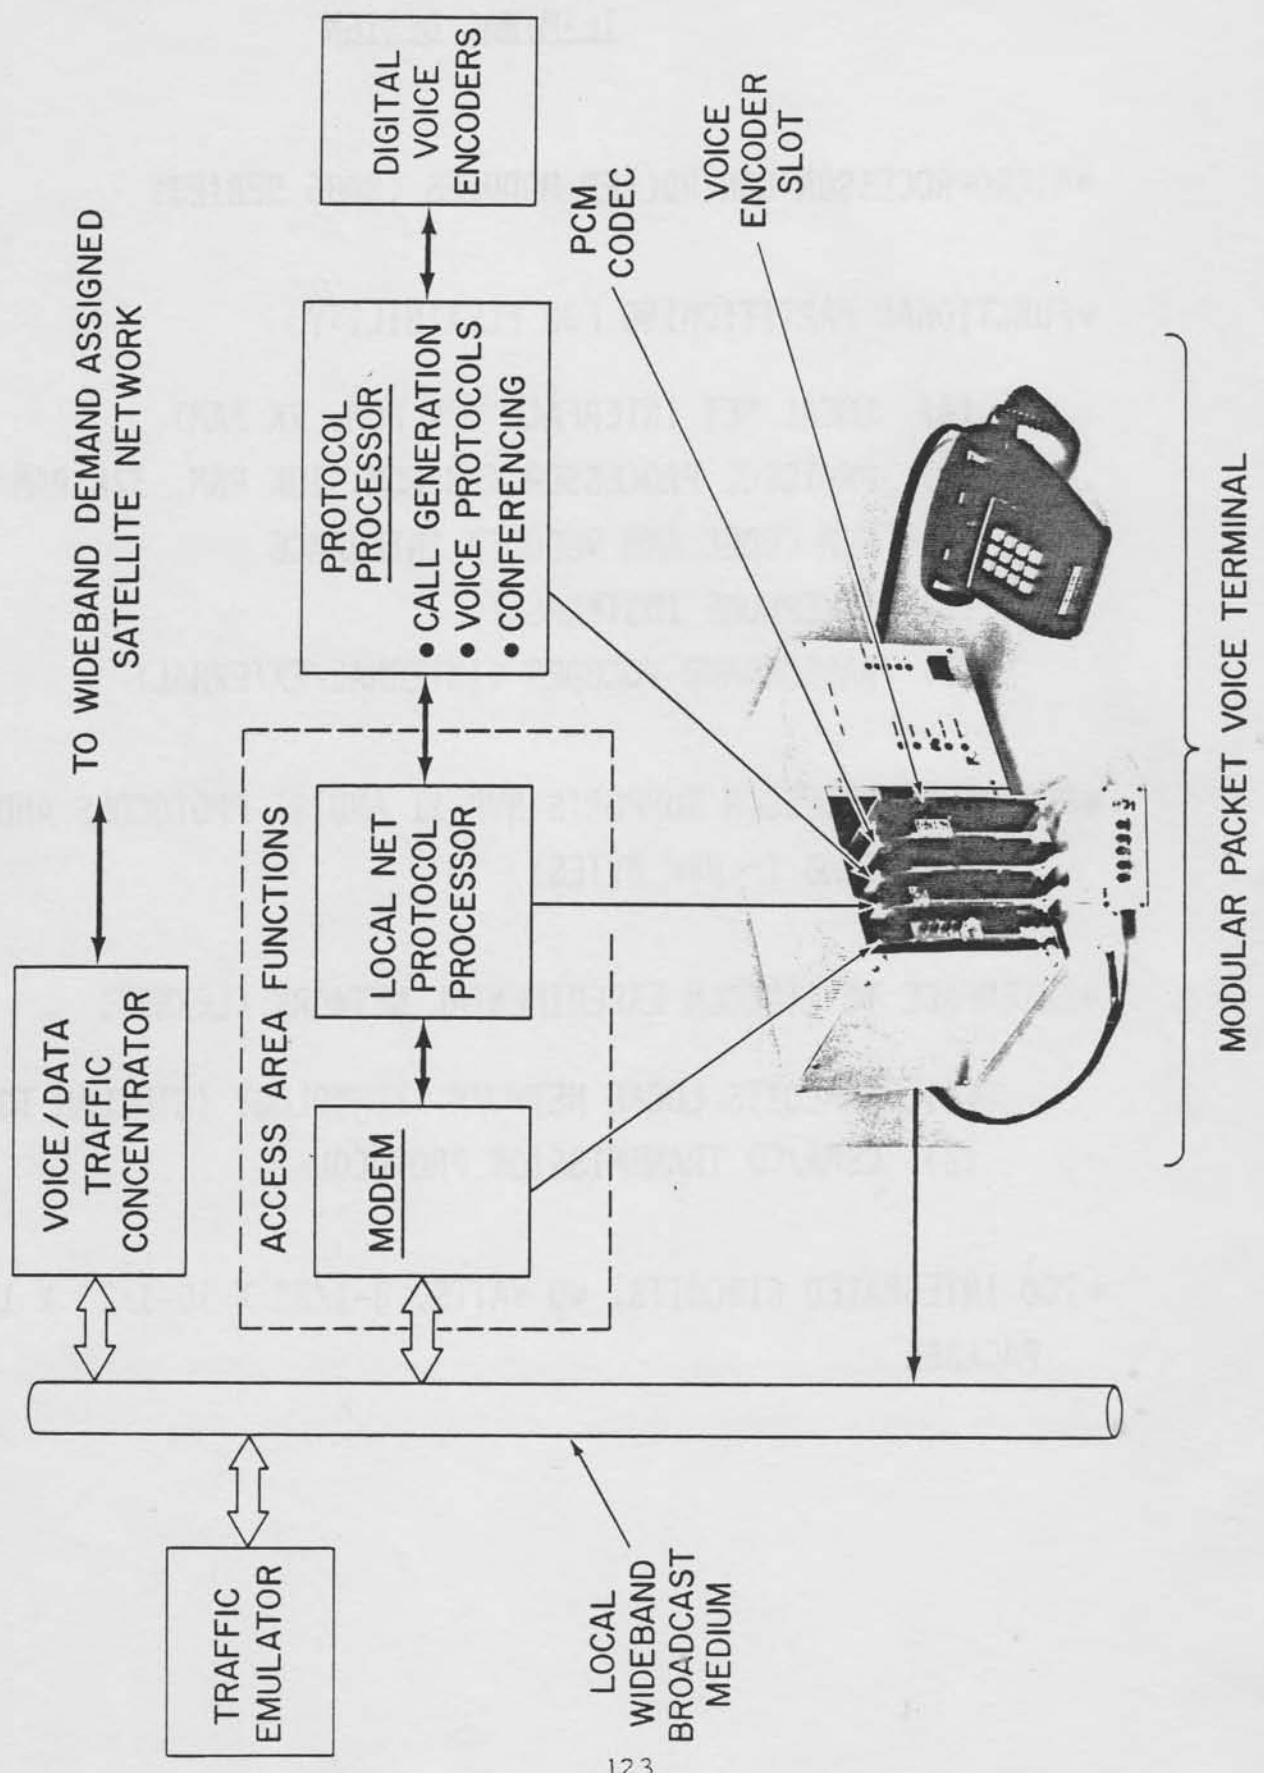 TO WIDEBAND DEMAND ASSIGNED
SATELLITE NETWORK
VOICE/DATA
TRAFFIC
CONCENTRATOR
TRAFFIC
EMULATOR
ACCESS AREA FUNCTIONS
MODEM
LOCAL NET
PROTOCOL
PROCESSOR
PROTOCOL
PROCESSOR
• CALL GENERATION
• VOICE PROTOCOLS
• CONFERENCING
DIGITAL
VOICE
ENCODERS
LOCAL
WIDEBAND
BROADCAST
MEDIUM
PCM
CODEC
VOICE
ENCODER
SLOT
MODULAR PACKET VOICE TERMINAL
123